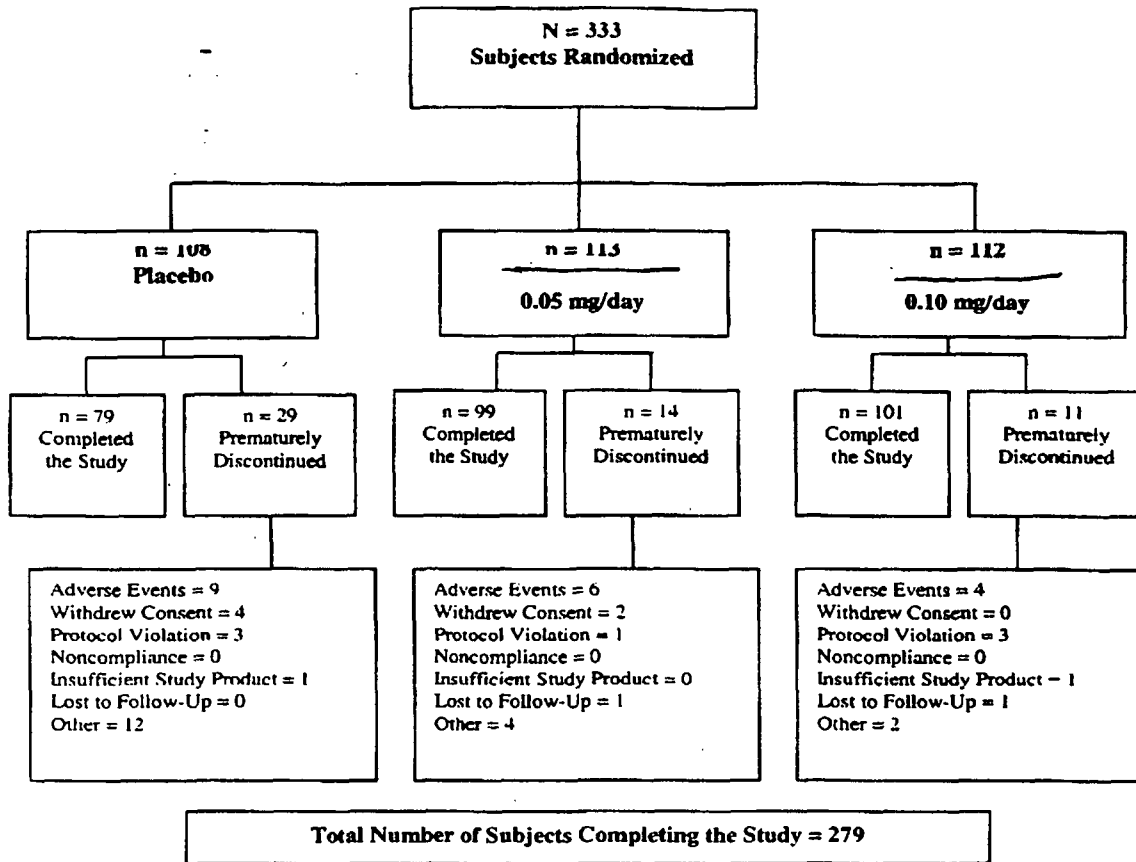 N = 333
Subjects Randomized
n = 108
Placebo
n = 113
0.05 mg/day
n = 112
0.10 mg/day
n = 79
Completed
the Study
n = 29
Prematurely
Discontinued
n = 99
Completed
the Study
n = 14
Prematurely
Discontinued
n = 101
Completed
the Study
n = 11
Prematurely
Discontinued
Adverse Events = 9
Withdrew Consent = 4
Protocol Violation = 3
Noncompliance = 0
Insufficient Study Product = 1
Lost to Follow-Up = 0
Other = 12
Adverse Events = 6
Withdrew Consent = 2
Protocol Violation = 1
Noncompliance = 0
Insufficient Study Product = 0
Lost to Follow-Up = 1
Other = 4
Adverse Events = 4
Withdrew Consent = 0
Protocol Violation = 3
Noncompliance = 0
Insufficient Study Product = 1
Lost to Follow-Up = 1
Other = 2
Total Number of Subjects Completing the Study = 279